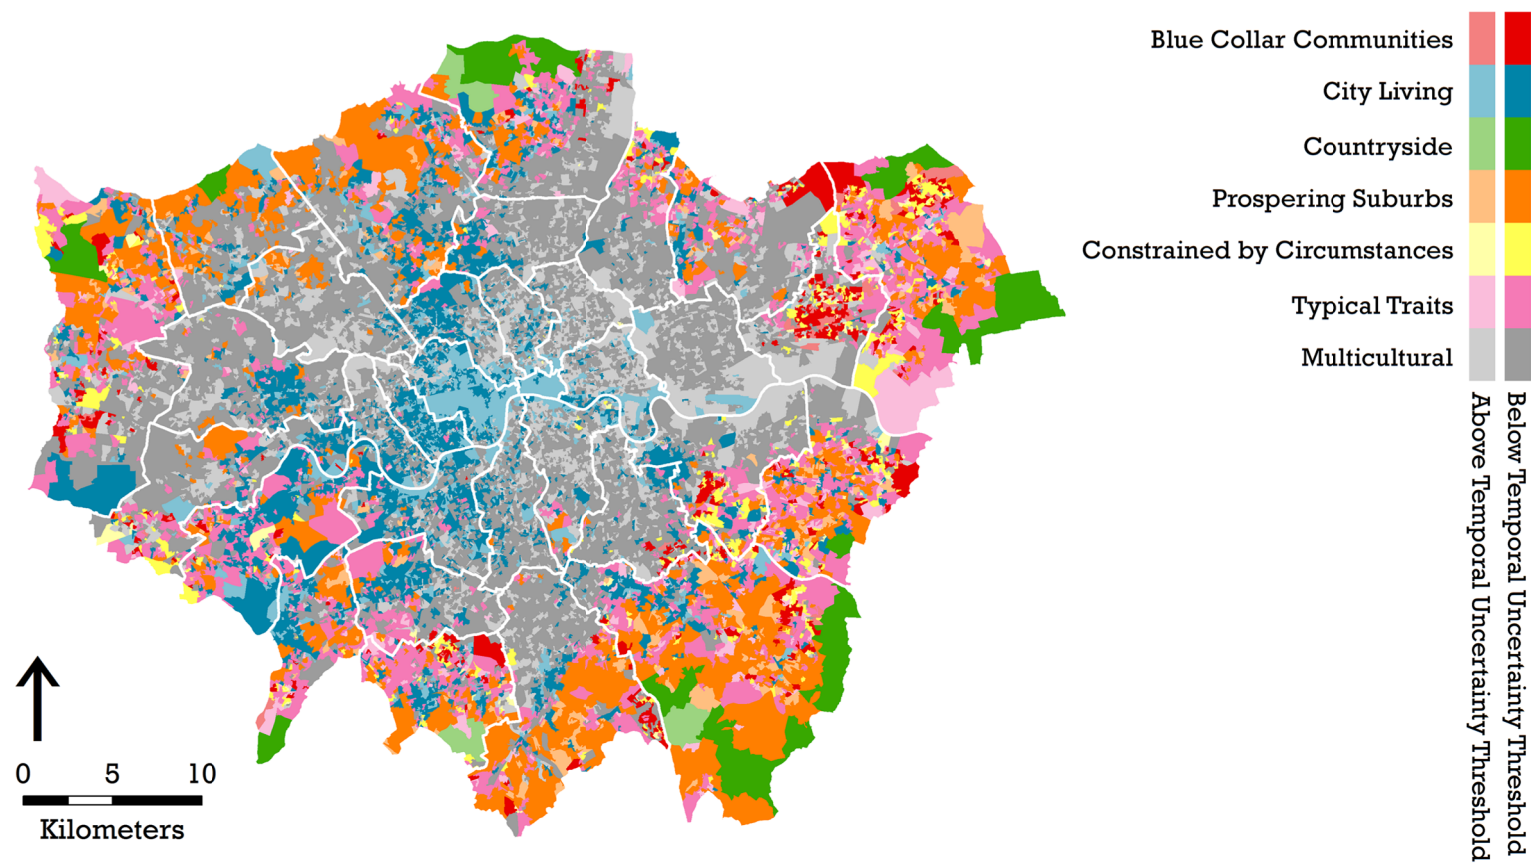 Blue Collar Communities
City Living
Countryside
Prospering Suburbs
Constrained by Circumstances
Typical Traits
Multicultural
Above Temporal Uncertainty Threshold
Below Temporal Uncertainty Threshold
0 5 10
Kilometers